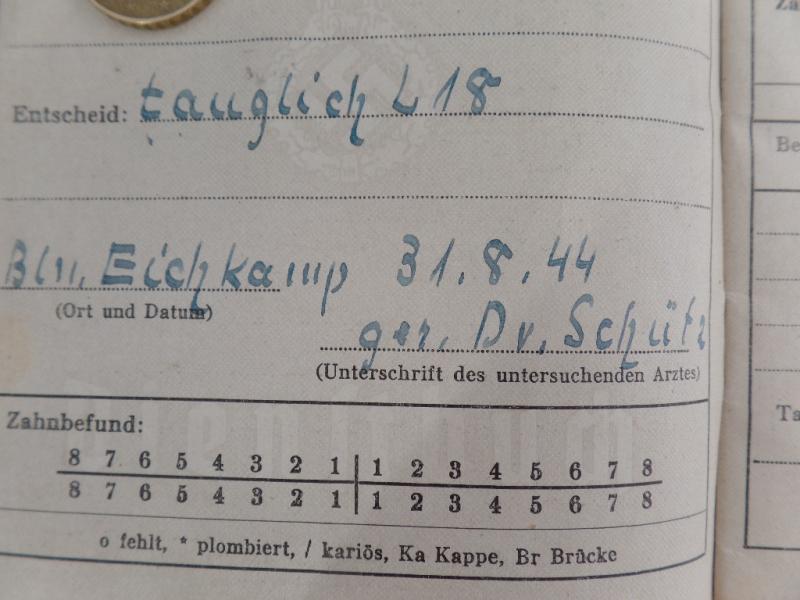 Entscheid: tauglich L 18
Bln. Eichkamp 31.8.44
(Ort und Datum)
gez. Dr. Schütz
(Unterschrift des untersuchenden Arztes)
Zahnbefund:
8 7 6 5 4 3 2 1 1 2 3 4 5 6 7 8
8 7 6 5 4 3 2 1 1 2 3 4 5 6 7 8
o fehlt, * plombiert, / kariös, Ka Kappe, Br Brücke
Za
Be
Ta